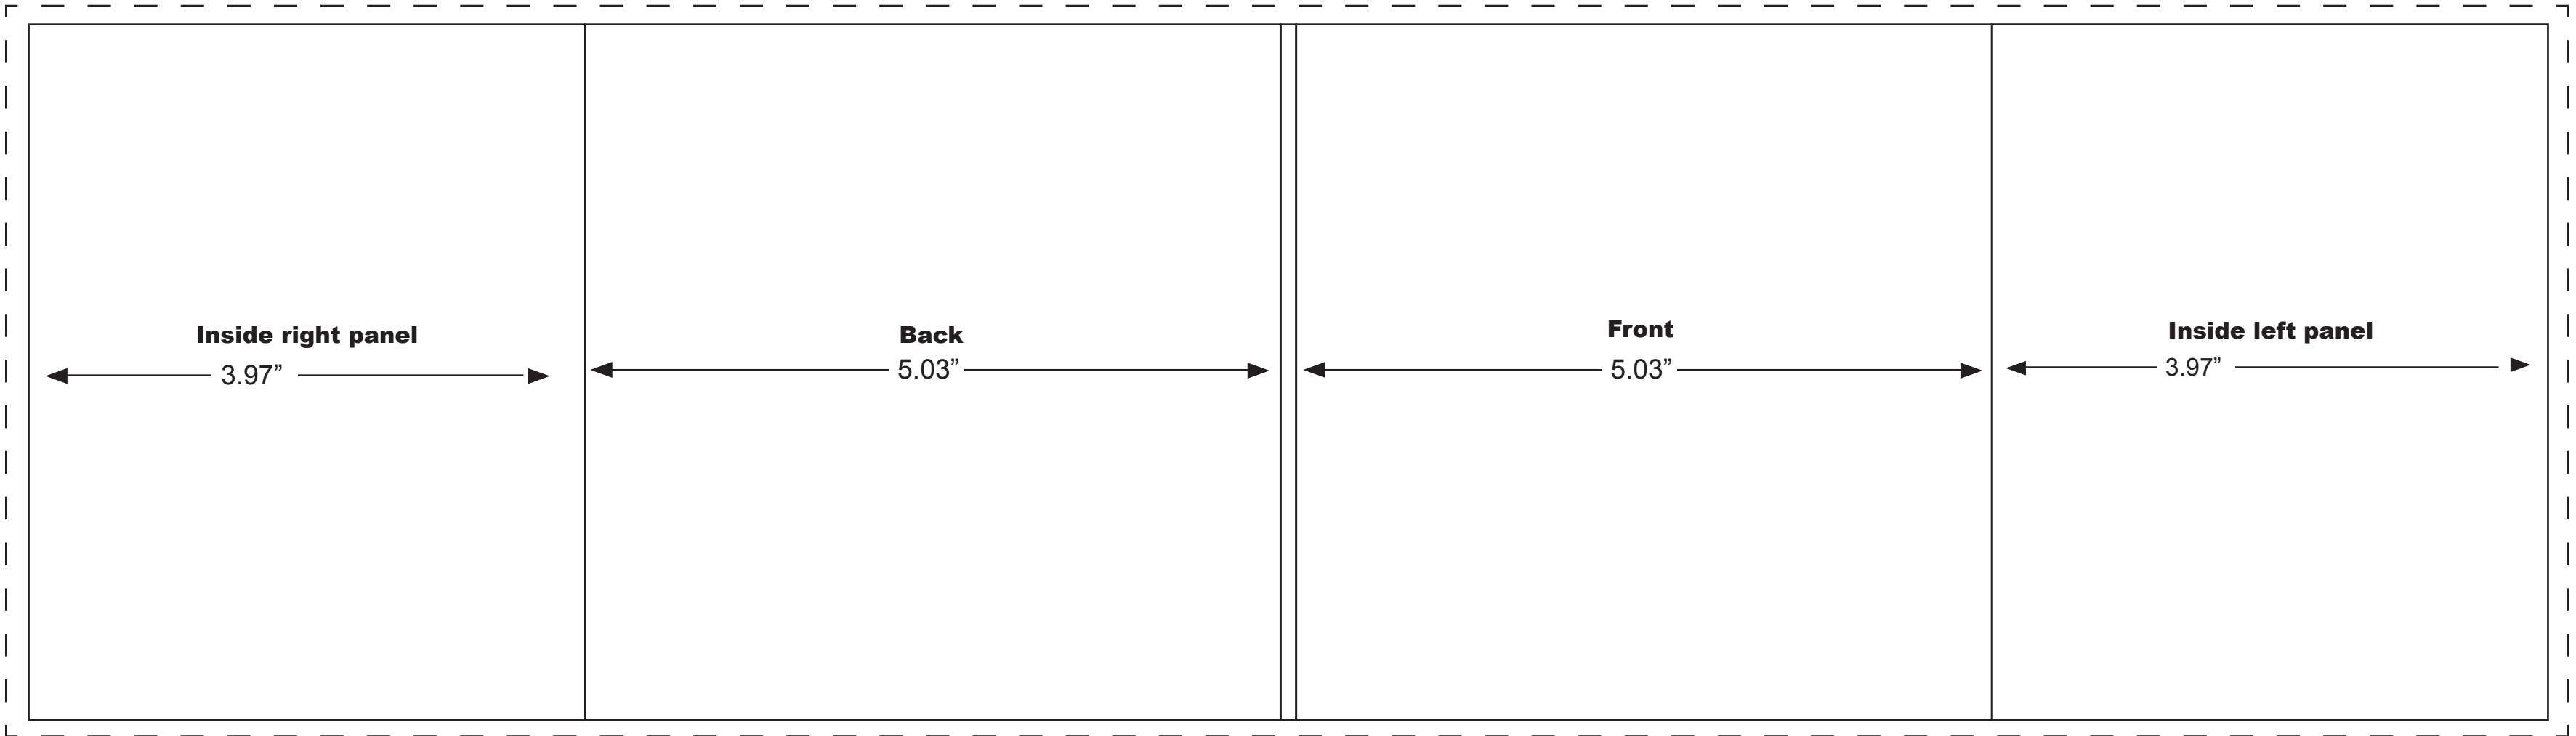 Inside right panel
3.97”
Back
5.03”
Front
5.03”
Inside left panel
3.97”